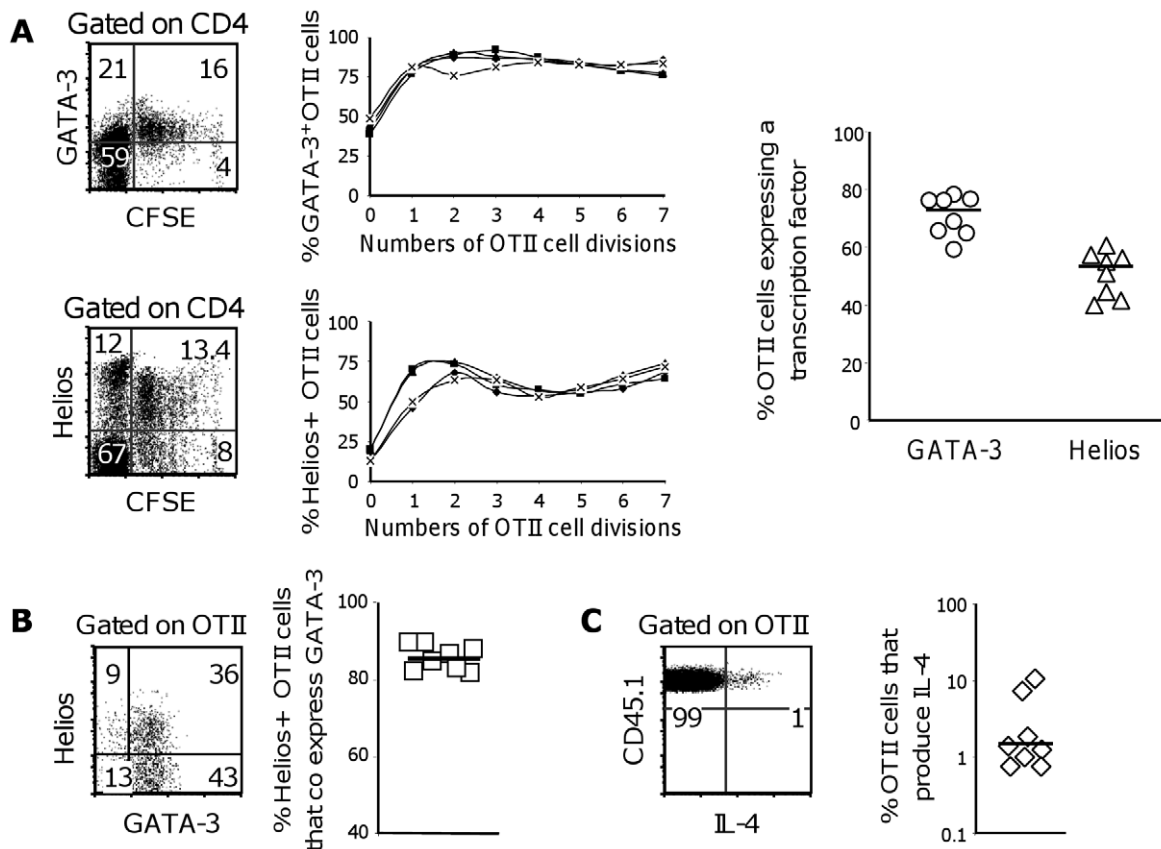 A
Gated on CD4
GATA-3
21
16
59
4
CFSE
%GATA-3+OTII cells
100
75
50
25
0
0 1 2 3 4 5 6 7
Numbers of OTII cell divisions
Gated on CD4
Helios
12
13.4
67
8
CFSE
%Helios+ OTII cells
100
75
50
25
0
0 1 2 3 4 5 6 7
Numbers of OTII cell divisions
%OTII cells expressing a
transcription factor
100
80
60
40
60
0
GATA-3 Helios
B
Gated on OTII
Helios
9
36
13
43
GATA-3
%Helios+ OTII cells
that co express GATA-3
100
80
60
40
C
Gated on OTII
CD45.1
99
1
IL-4
%OTII cells that
produce IL-4
100
10
1
0.1